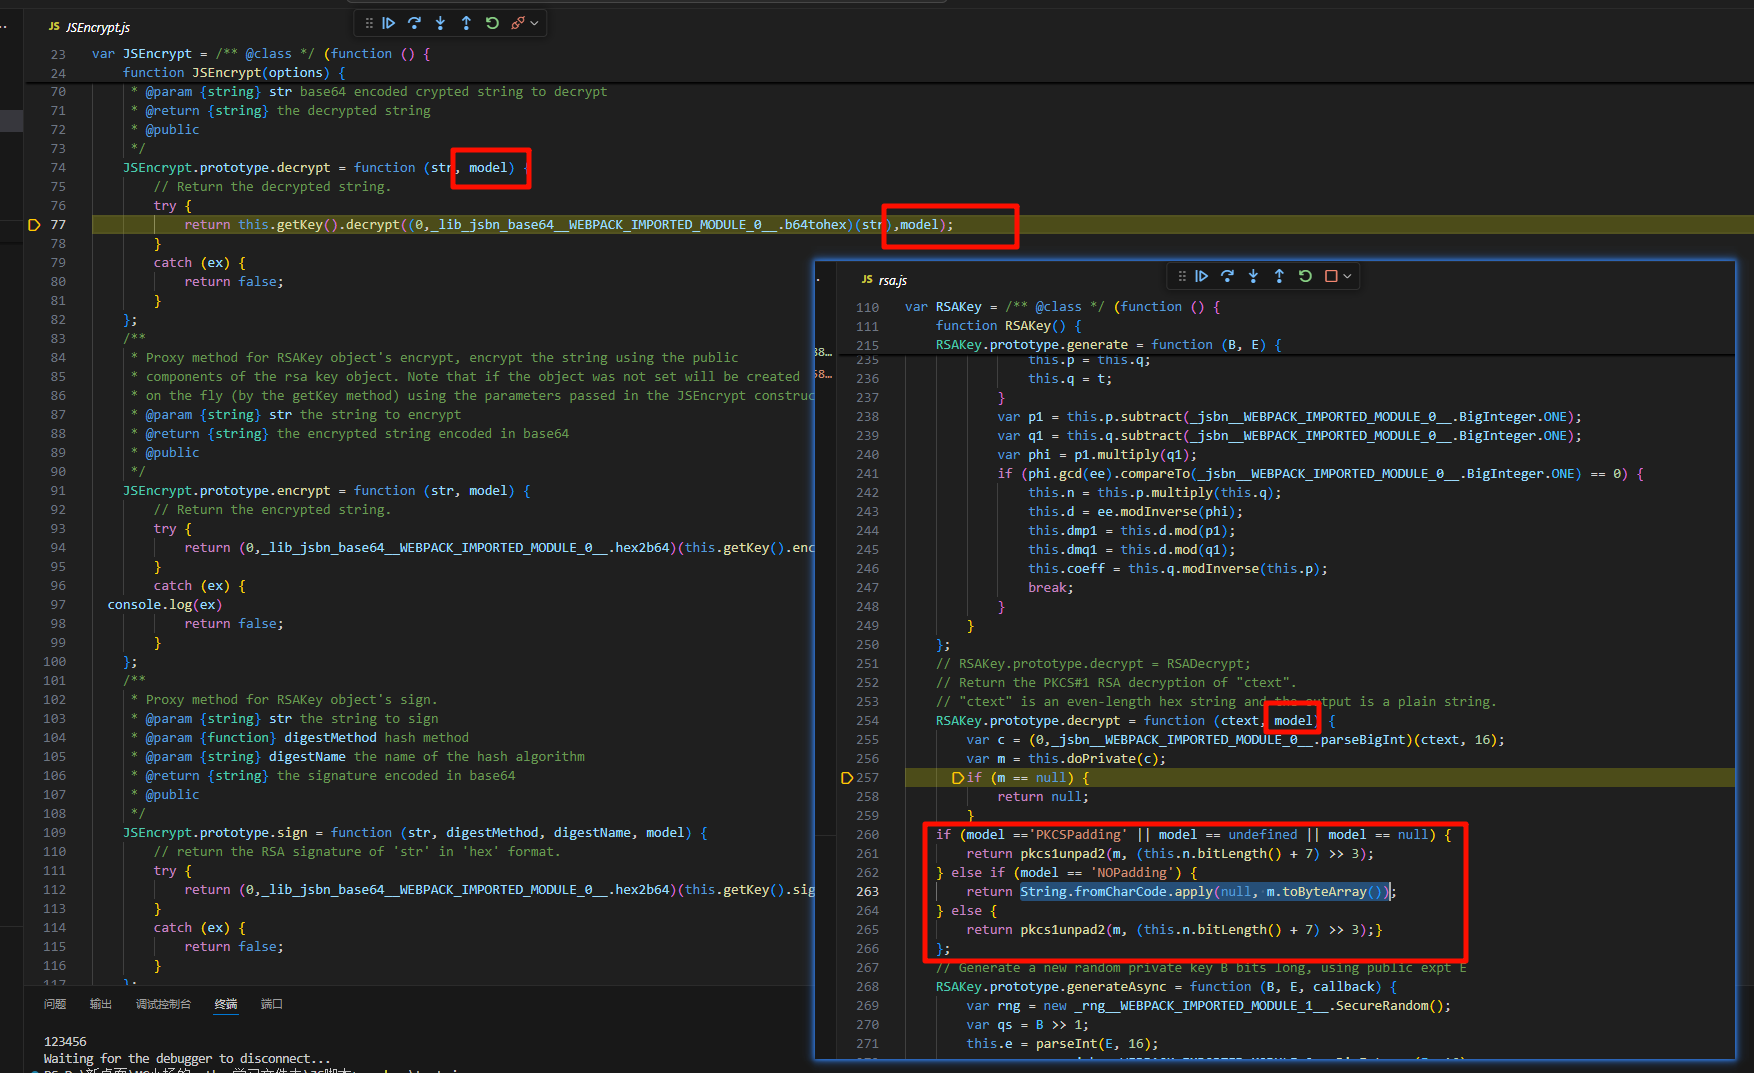 JS JSEncrypt.js
23 var JSEncrypt = /** @class */ (function () {
24 function JSEncrypt(options) {
70 * @param {string} str base64 encoded crypted string to decrypt
71 * @return {string} the decrypted string
72 * @public
73 */
74 JSEncrypt.prototype.decrypt = function (str, model) {
75 // Return the decrypted string.
76 try {
77 return this.getKey().decrypt((0,_lib_jsbn_base64__WEBPACK_IMPORTED_MODULE_0__.b64tohex)(str),model);
78 }
79 catch (ex) {
80 return false;
81 }
82 };
83 /**
84 * Proxy method for RSAKey object's encrypt, encrypt the string using the public
85 * components of the rsa key object. Note that if the object was not set will be created
86 * on the fly (by the getKey method) using the parameters passed in the JSEncrypt construc
87 * @param {string} str the string to encrypt
88 * @return {string} the encrypted string encoded in base64
89 * @public
90 */
91 JSEncrypt.prototype.encrypt = function (str, model) {
92 // Return the encrypted string.
93 try {
94 return (0,_lib_jsbn_base64__WEBPACK_IMPORTED_MODULE_0__.hex2b64)(this.getKey().enc
95 }
96 catch (ex) {
97 console.log(ex)
98 return false;
99 }
100 };
101 /**
102 * Proxy method for RSAKey object's sign.
103 * @param {string} str the string to sign
104 * @param {function} digestMethod hash method
105 * @param {string} digestName the name of the hash algorithm
106 * @return {string} the signature encoded in base64
107 * @public
108 */
109 JSEncrypt.prototype.sign = function (str, digestMethod, digestName, model) {
110 // return the RSA signature of 'str' in 'hex' format.
111 try {
112 return (0,_lib_jsbn_base64__WEBPACK_IMPORTED_MODULE_0__.hex2b64)(this.getKey().sig
113 }
114 catch (ex) {
115 return false;
116 }
117 };
问题 输出 调试控制台 终端 端口
123456
Waiting for the debugger to disconnect...
JS rsa.js
110 var RSAKey = /** @class */ (function () {
111 function RSAKey() {
215 RSAKey.prototype.generate = function (B, E) {
235 this.p = this.q;
236 this.q = t;
237 }
238 var p1 = this.p.subtract(_jsbn__WEBPACK_IMPORTED_MODULE_0__.BigInteger.ONE);
239 var q1 = this.q.subtract(_jsbn__WEBPACK_IMPORTED_MODULE_0__.BigInteger.ONE);
240 var phi = p1.multiply(q1);
241 if (phi.gcd(ee).compareTo(_jsbn__WEBPACK_IMPORTED_MODULE_0__.BigInteger.ONE) == 0) {
242 this.n = this.p.multiply(this.q);
243 this.d = ee.modInverse(phi);
244 this.dmp1 = this.d.mod(p1);
245 this.dmq1 = this.d.mod(q1);
246 this.coeff = this.q.modInverse(this.p);
247 break;
248 }
249 }
250 };
251 // RSAKey.prototype.decrypt = RSADecrypt;
252 // Return the PKCS#1 RSA decryption of "ctext".
253 // "ctext" is an even-length hex string and the output is a plain string.
254 RSAKey.prototype.decrypt = function (ctext, model) {
255 var c = (0,_jsbn__WEBPACK_IMPORTED_MODULE_0__.parseBigInt)(ctext, 16);
256 var m = this.doPrivate(c);
257 if (m == null) {
258 return null;
259 }
260 if (model =='PKCSPadding' || model == undefined || model == null) {
261 return pkcs1unpad2(m, (this.n.bitLength() + 7) >> 3);
262 } else if (model == 'NOPadding') {
263 return String.fromCharCode.apply(null, m.toByteArray());
264 } else {
265 return pkcs1unpad2(m, (this.n.bitLength() + 7) >> 3);}
266 };
267 // Generate a new random private key B bits long, using public expt E
268 RSAKey.prototype.generateAsync = function (B, E, callback) {
269 var rng = new _rng__WEBPACK_IMPORTED_MODULE_1__.SecureRandom();
270 var qs = B >> 1;
271 this.e = parseInt(E, 16);